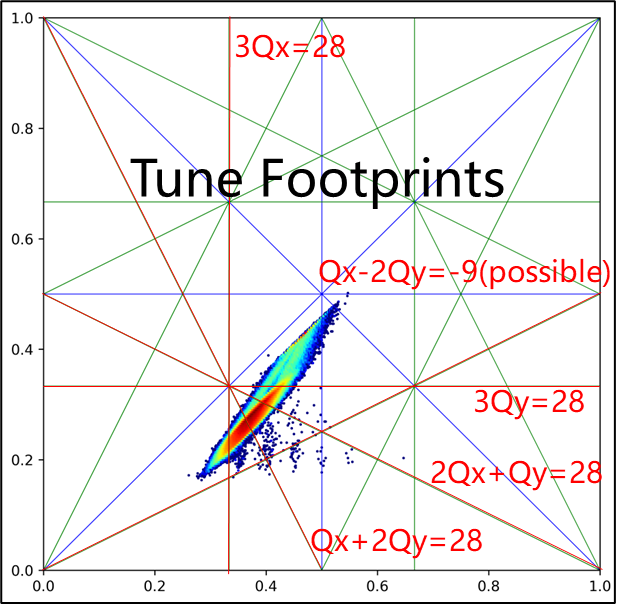 1.0
3Qx=28
0.8
Tune Footprints
0.6
Qx-2Qy=-9(possible)
0.4
3Qy=28
2Qx+Qy=28
0.2
Qx+2Qy=28
0.0
0.0 0.2 0.4 0.6 0.8 1.0